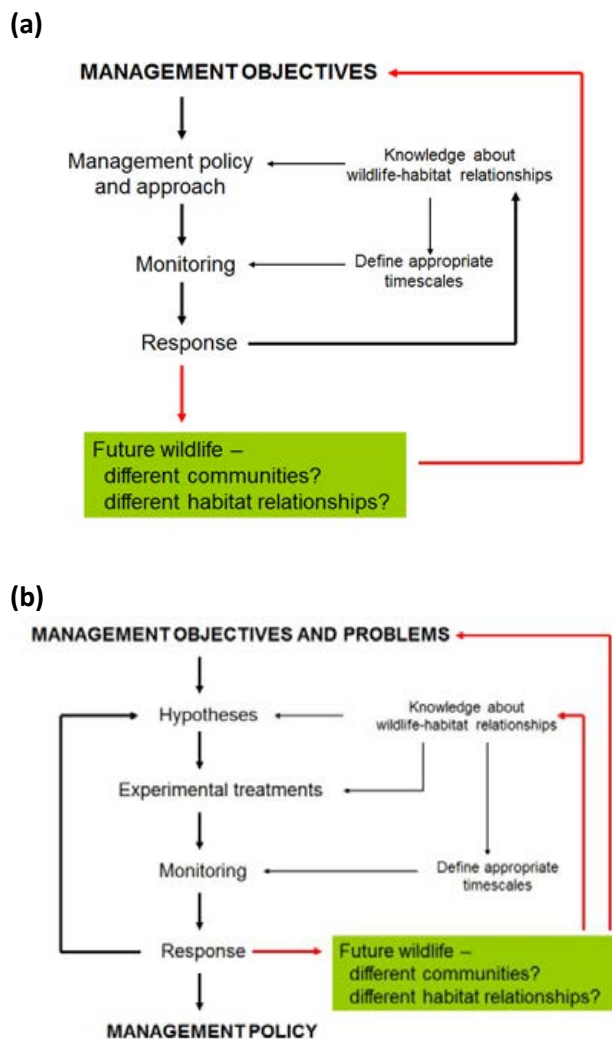 (a)
MANAGEMENT OBJECTIVES
Management policy
and approach
Knowledge about
wildlife-habitat relationships
Monitoring
Define appropriate
timescales
Response
Future wildlife –
different communities?
different habitat relationships?
(b)
MANAGEMENT OBJECTIVES AND PROBLEMS
Hypotheses
Knowledge about
wildlife-habitat relationships
Experimental treatments
Monitoring
Define appropriate
timescales
Response
Future wildlife –
different communities?
different habitat relationships?
MANAGEMENT POLICY